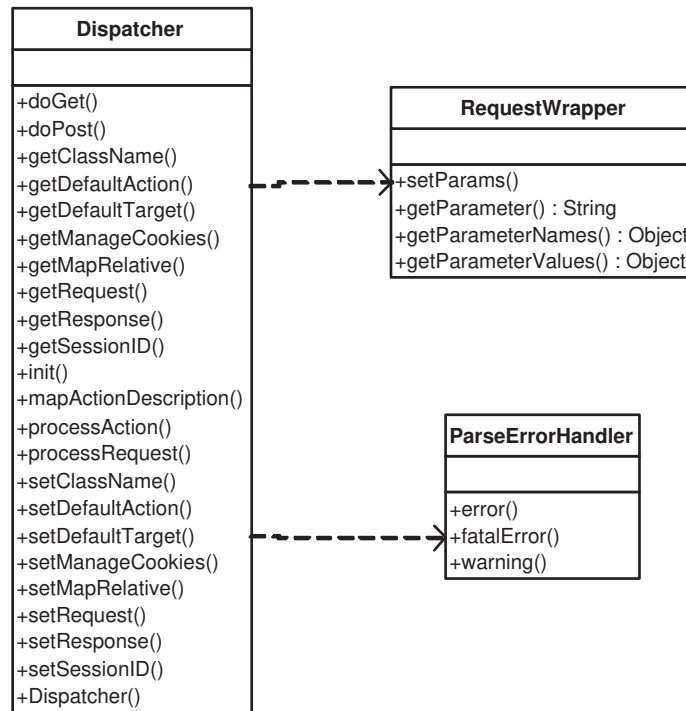 Dispatcher
+doGet()
+doPost()
+getClassName()
+getDefaultAction()
+getDefaultTarget()
+getManageCookies()
+getMapRelative()
+getRequest()
+getResponse()
+getSessionID()
+init()
+mapActionDescription()
+processAction()
+processRequest()
+setClassName()
+setDefaultAction()
+setDefaultTarget()
+setManageCookies()
+setMapRelative()
+setRequest()
+setResponse()
+setSessionID()
+Dispatcher()
RequestWrapper
+setParams()
+getParameter() : String
+getParameterNames() : Object
+getParameterValues() : Object
ParseErrorHandler
+error()
+fatalError()
+warning()